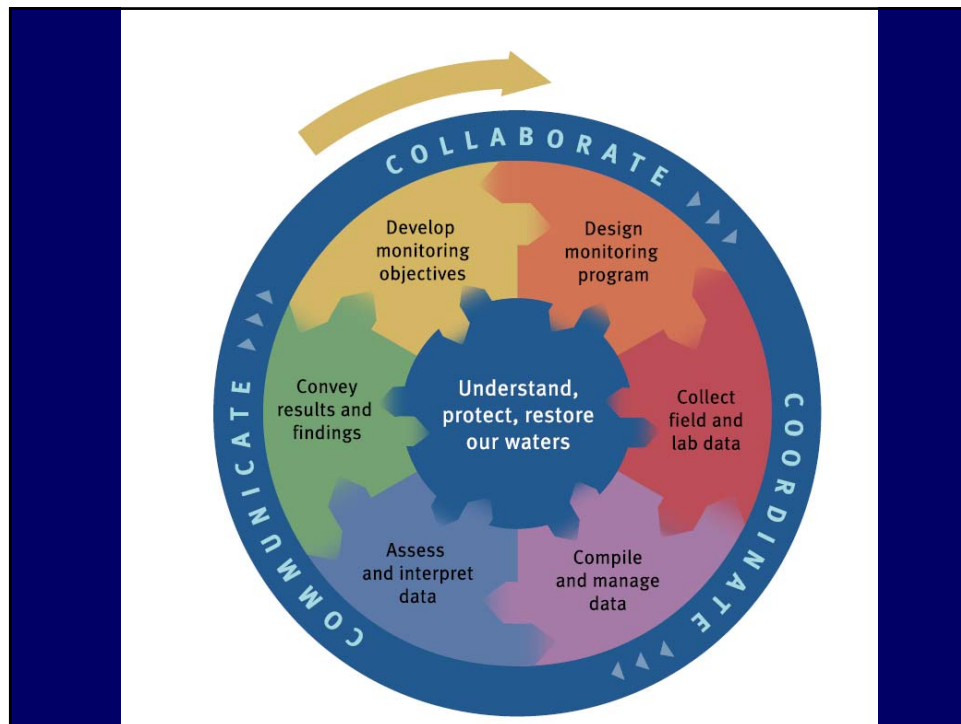 COLLABORATE
Develop
monitoring
objectives
Design
monitoring
program
Convey
results and
findings
Understand,
protect, restore
our waters
Collect
field and
lab data
Assess
and interpret
data
Compile
and manage
data
COORDINATE
COMMUNICATE